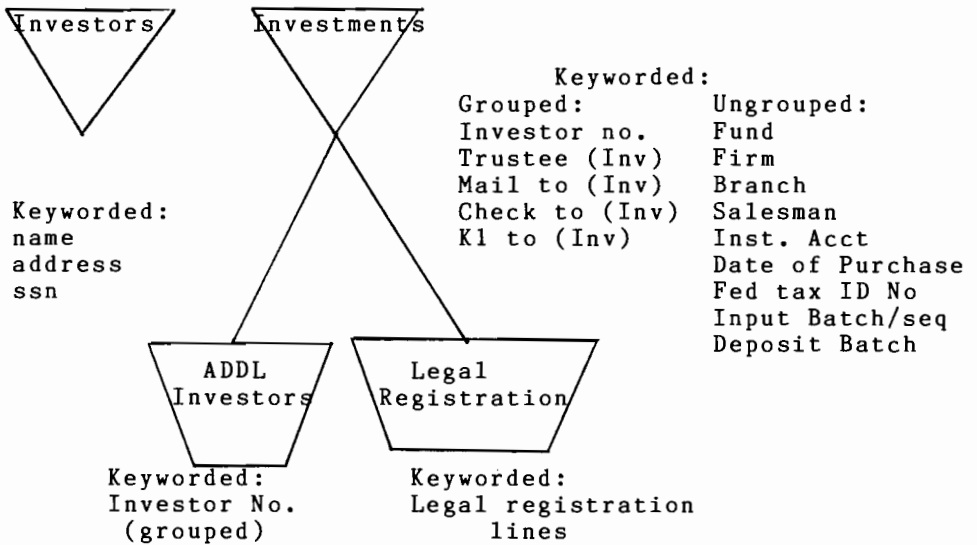 Investors
Investments
Keyworded:
Grouped:
Investor no.
Trustee (Inv)
Mail to (Inv)
Check to (Inv)
K1 to (Inv)
Ungrouped:
Fund
Firm
Branch
Salesman
Inst. Acct
Date of Purchase
Fed tax ID No
Input Batch/seq
Deposit Batch
Keyworded:
name
address
ssn
ADDL
Investors
Legal
Registration
Keyworded:
Investor No.
(grouped)
Keyworded:
Legal registration
lines